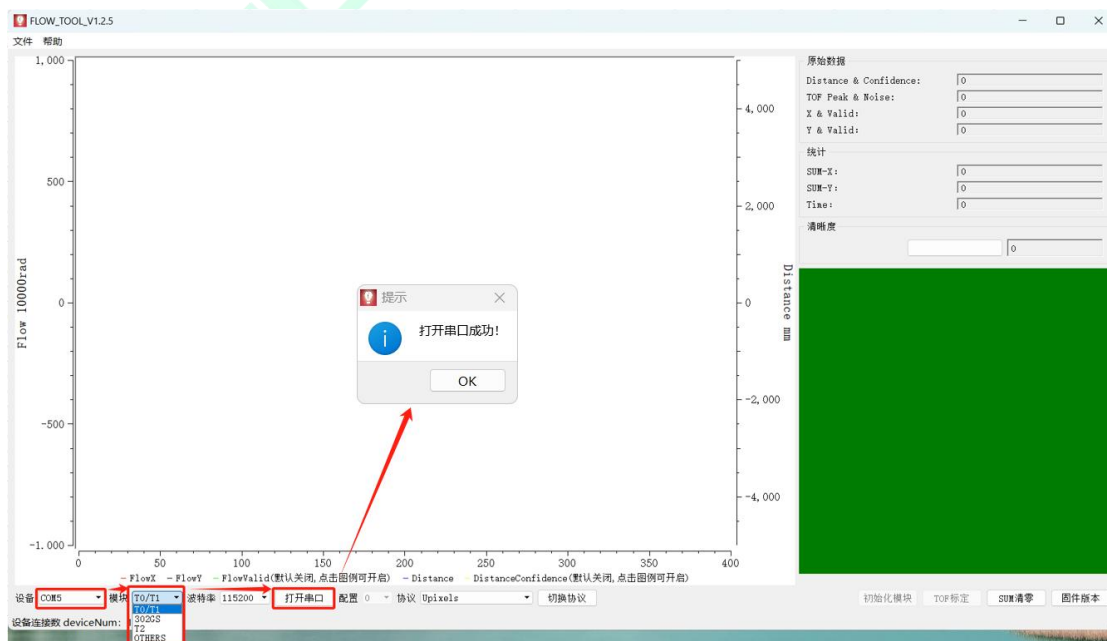 FLOW_TOOL_V1.2.5
文件 帮助
1,000
500
0
-500
-1,000
Flow 10000rad
4,000
2,000
0
-2,000
-4,000
Distance mm
0 50 100 150 200 250 300 350 400
FlowX FlowY FlowValid(默认关闭,点击图例可开启) Distance DistanceConfidence(默认关闭,点击图例可开启)
提示
打开串口成功!
OK
原始数据
Distance & Confidence: 0
TOF Peak & Noise: 0
X & Valid: 0
Y & Valid: 0
统计
SUM-X: 0
SUM-Y: 0
Time: 0
清晰度
0
设备 COM5 模块 T0/T1 波特率 115200 打开串口 配置 0 协议 Upixels 切换协议 初始化模块 TOF标定 SUM清零 固件版本
T0/T1
302GS
T2
OTHERS
设备连接数 deviceNum: